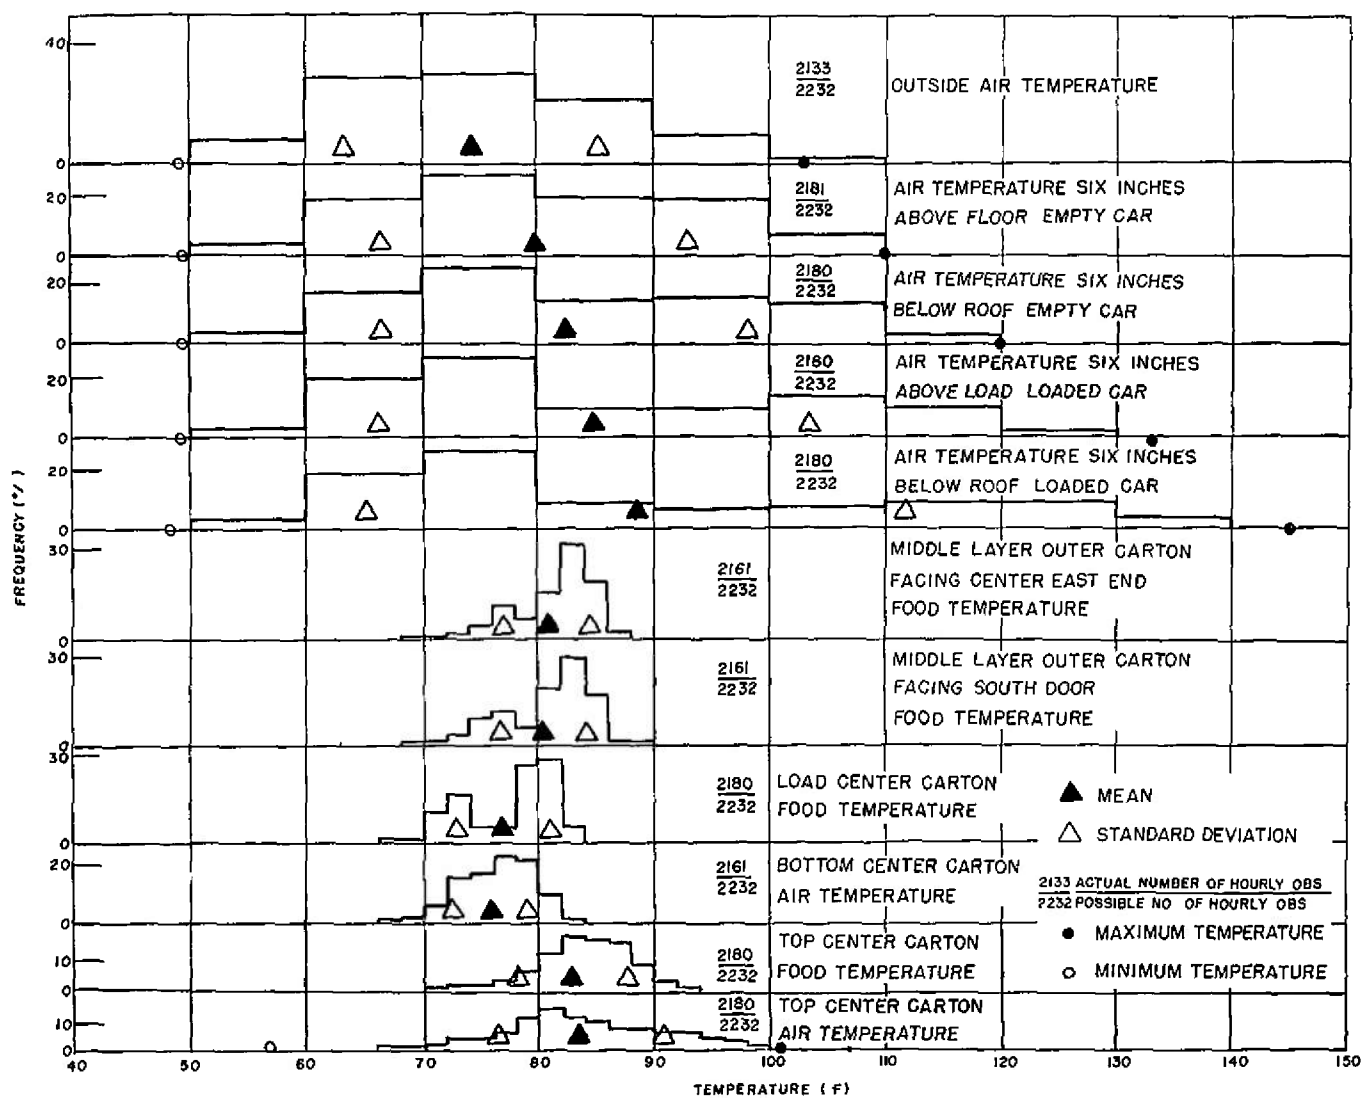 40
0
2133
2232
OUTSIDE AIR TEMPERATURE
20
0
2181
2232
AIR TEMPERATURE SIX INCHES
ABOVE FLOOR EMPTY CAR
20
0
2180
2232
AIR TEMPERATURE SIX INCHES
BELOW ROOF EMPTY CAR
20
0
2180
2232
AIR TEMPERATURE SIX INCHES
ABOVE LOAD LOADED CAR
20
0
2180
2232
AIR TEMPERATURE SIX INCHES
BELOW ROOF LOADED CAR
FREQUENCY (%)
30
0
2161
2232
MIDDLE LAYER OUTER CARTON
FACING CENTER EAST END
FOOD TEMPERATURE
30
0
2161
2232
MIDDLE LAYER OUTER CARTON
FACING SOUTH DOOR
FOOD TEMPERATURE
30
0
2180
2232
LOAD CENTER CARTON
FOOD TEMPERATURE
20
0
2161
2232
BOTTOM CENTER CARTON
AIR TEMPERATURE
10
0
2180
2232
TOP CENTER CARTON
FOOD TEMPERATURE
10
0
2180
2232
TOP CENTER CARTON
AIR TEMPERATURE
MEAN
STANDARD DEVIATION
2133 ACTUAL NUMBER OF HOURLY OBS
2232 POSSIBLE NO OF HOURLY OBS
MAXIMUM TEMPERATURE
MINIMUM TEMPERATURE
40 50 60 70 80 90 100 110 120 130 140 150
TEMPERATURE (F)